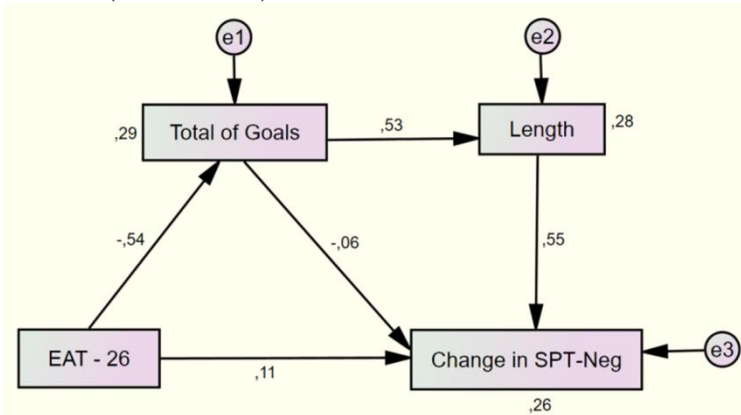 e1
e2
,29
Total of Goals
,53
Length
,28
-,54
-,06
,55
EAT - 26
,11
Change in SPT-Neg
e3
,26